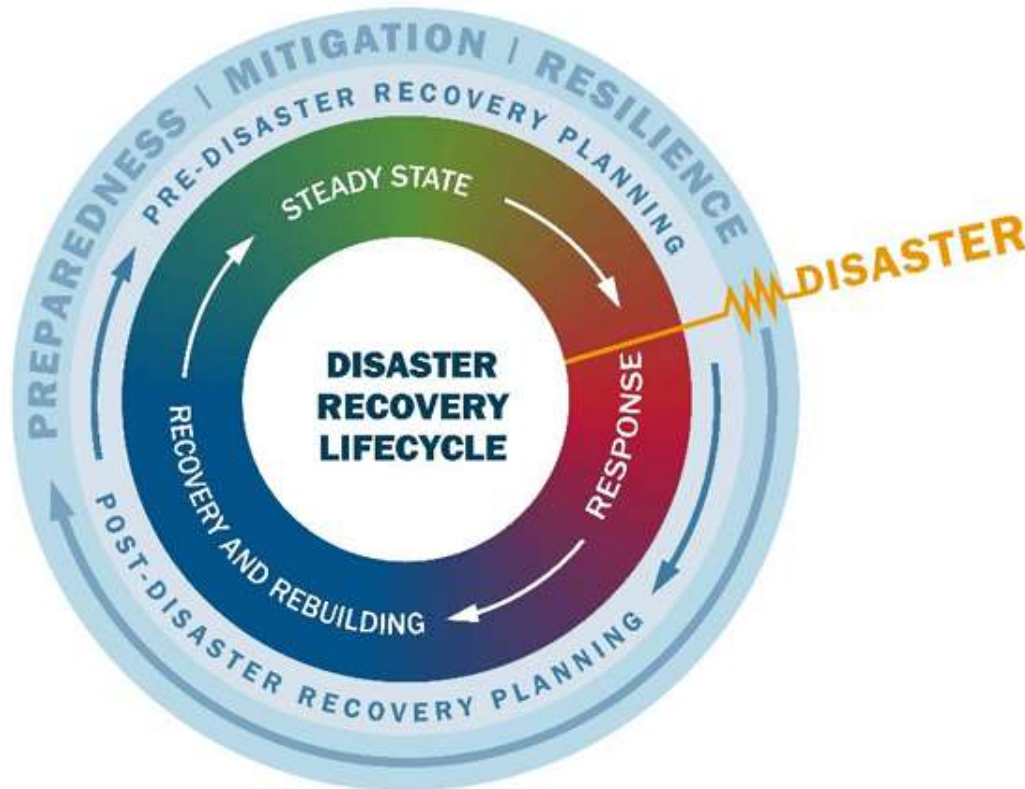 PREPAREDNESS | MITIGATION | RESILIENCE
PRE-DISASTER RECOVERY PLANNING
STEADY STATE
DISASTER
RESPONSE
DISASTER
RECOVERY
LIFECYCLE
RECOVERY AND REBUILDING
POST-DISASTER RECOVERY PLANNING